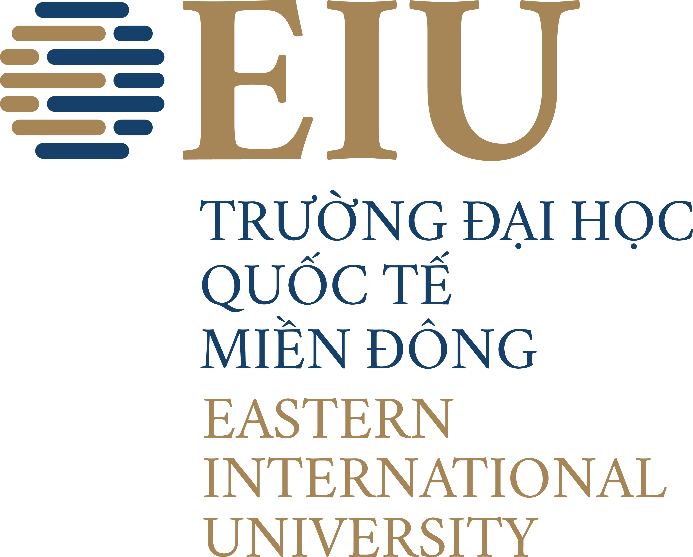 EIU
TRƯỜNG ĐẠI HỌC
QUỐC TẾ
MIỀN ĐÔNG
EASTERN
INTERNATIONAL
UNIVERSITY